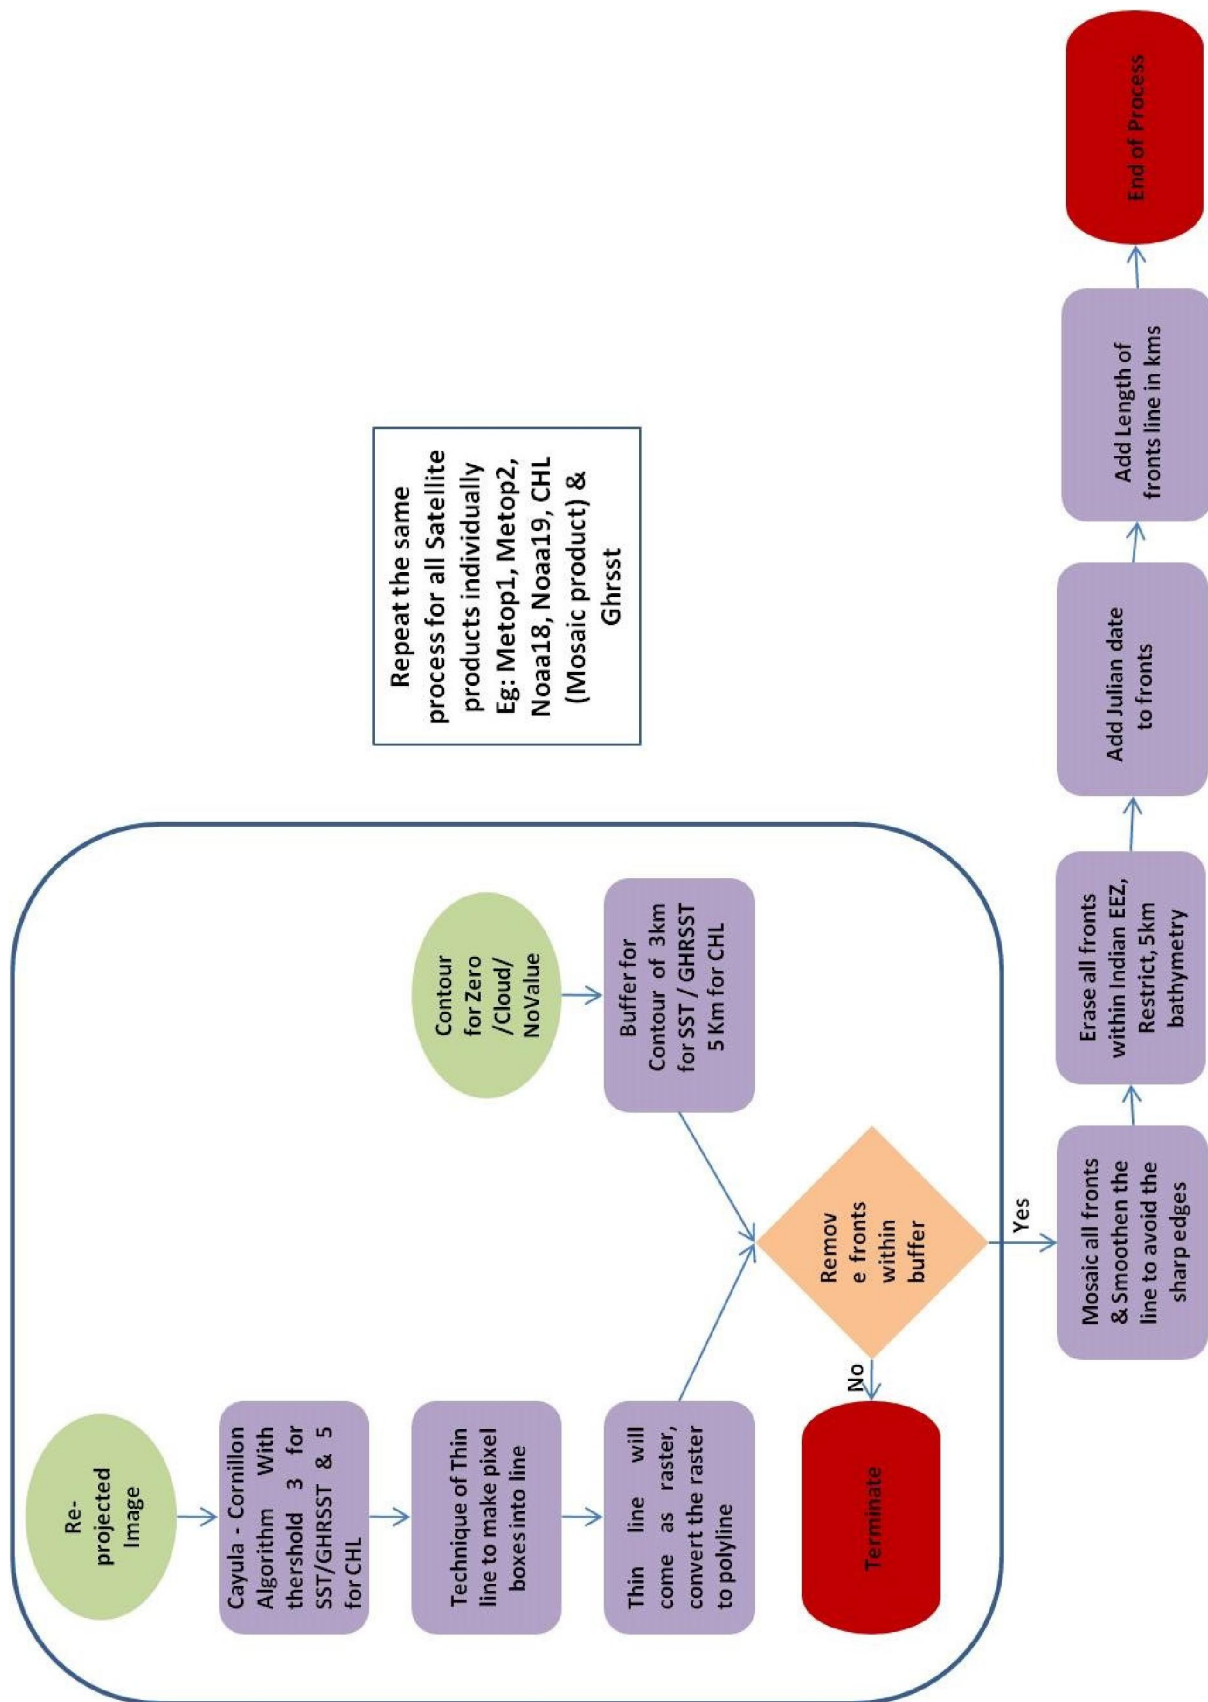 Re-
projected
Image
Cayula - Cornillon
Algorithm With
thershold 3 for
SST/GHRSST & 5
for CHL
Technique of Thin
line to make pixel
boxes into line
Thin line will
come as raster,
convert the raster
to polyline
Terminate
No
Contour
for Zero
/Cloud/
NoValue
Buffer for
Contour of 3km
for SST / GHRSST
5 Km for CHL
Remov
e fronts
within
buffer
Yes
Repeat the same
process for all Satellite
products individually
Eg: Metop1, Metop2,
Noaa18, Noaa19, CHL
(Mosaic product) &
Ghrsst
Mosaic all fronts
& Smoothen the
line to avoid the
sharp edges
Erase all fronts
within Indian EEZ,
Restrict, 5km
bathymetry
Add Julian date
to fronts
Add Length of
fronts line in kms
End of Process